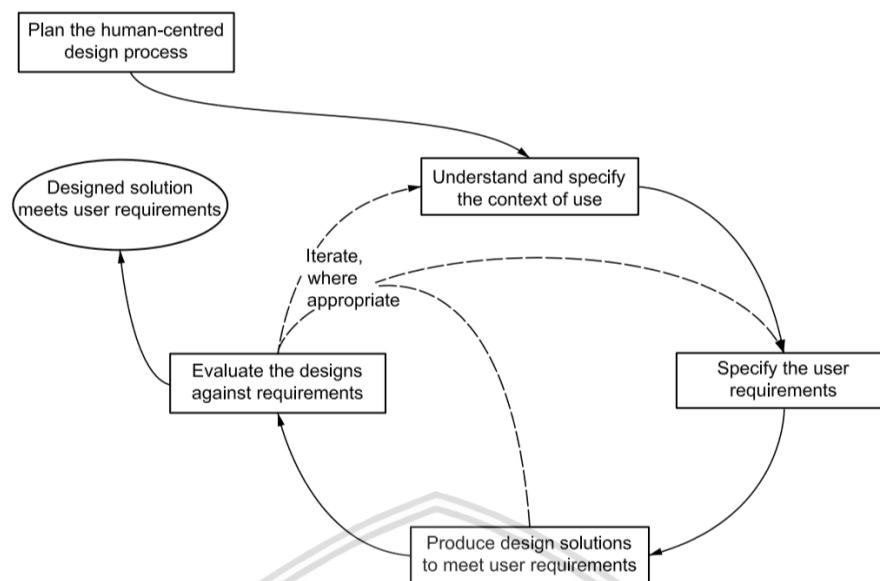 Plan the human-centred
design process
Understand and specify
the context of use
Designed solution
meets user requirements
Iterate,
where
appropriate
Evaluate the designs
against requirements
Specify the user
requirements
Produce design solutions
to meet user requirements